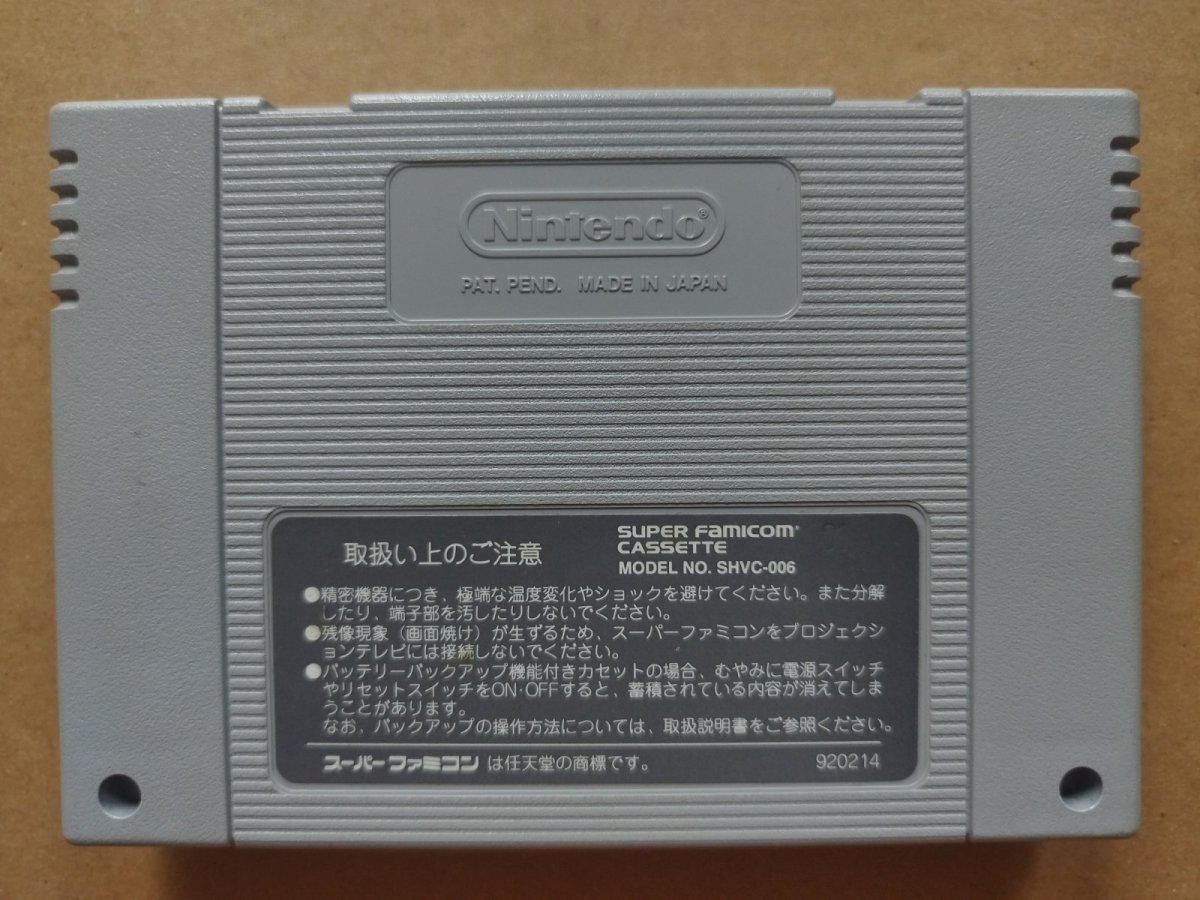 Nintendo®
PAT. PEND. MADE IN JAPAN
取扱い上のご注意
SUPER FAMICOM®
CASSETTE
MODEL NO. SHVC-006
●精密機器につき、極端な温度変化やショックを避けてください。また分解
したり、端子部を汚したりしないでください。
●残像現象(画面焼け)が生ずるため、スーパーファミコンをプロジェクシ
ョンテレビには接続しないでください。
●バッテリーバックアップ機能付きカセットの場合、むやみに電源スイッチ
やリセットスイッチをON・OFFすると、蓄積されている内容が消えてしま
うことがあります。
なお、バックアップの操作方法については、取扱説明書をご参照ください。
スーパーファミコン は任天堂の商標です。 920214